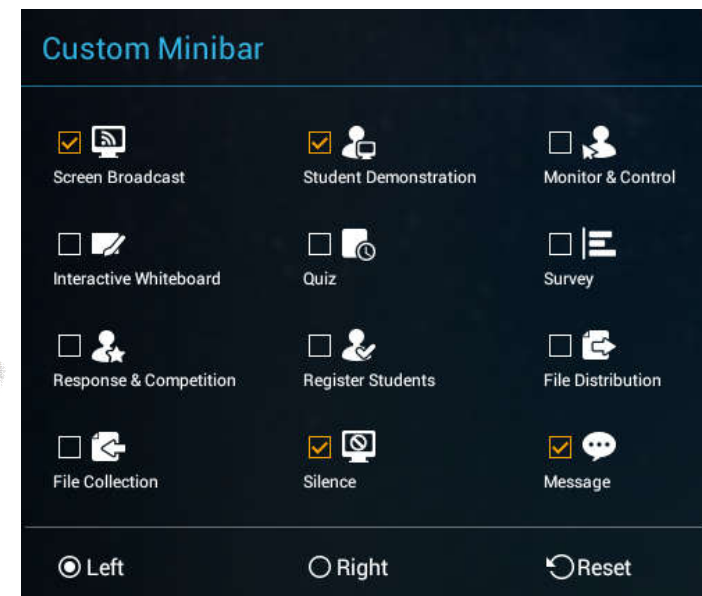 Custom Minibar
Screen Broadcast
Student Demonstration
Monitor & Control
Interactive Whiteboard
Quiz
Survey
Response & Competition
Register Students
File Distribution
File Collection
Silence
Message
Left
Right
Reset